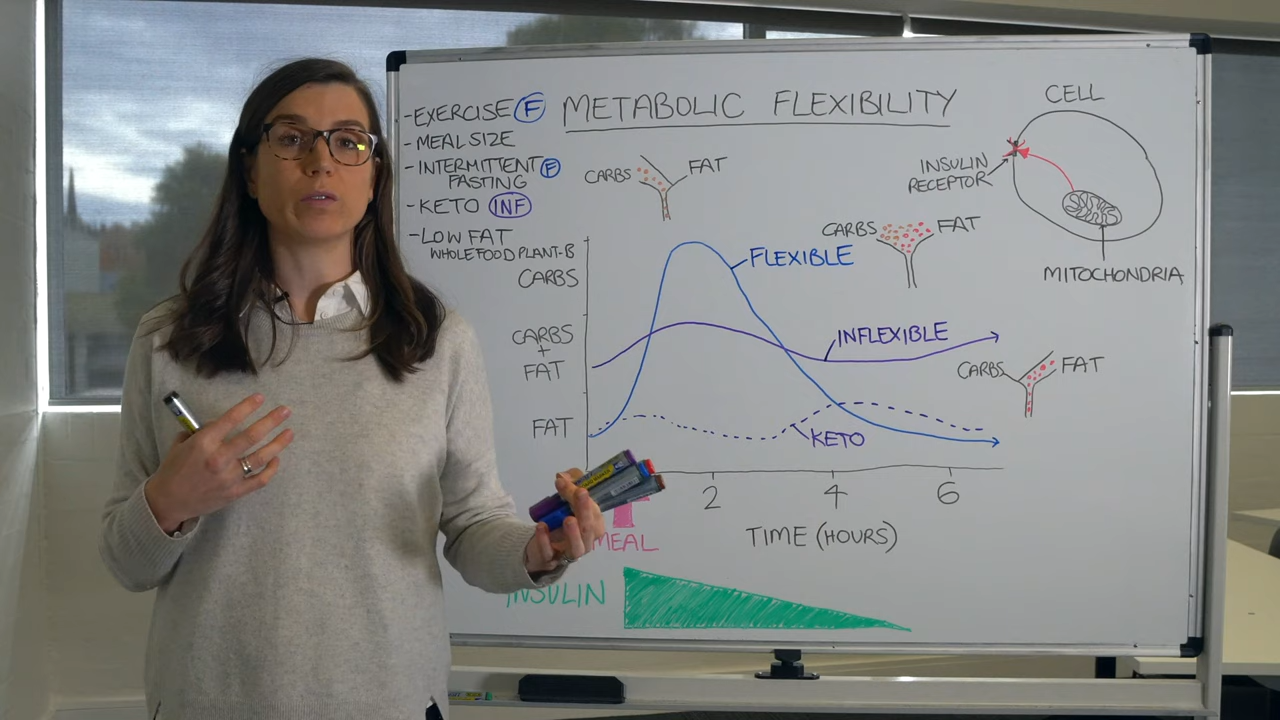 METABOLIC FLEXIBILITY
-EXERCISE F
-MEAL SIZE
-INTERMITTENT F
FASTING
-KETO INF
-LOW FAT
WHOLEFOOD PLANT-B
CARBS FAT
CELL
INSULIN
RECEPTOR
MITOCHONDRIA
CARBS FAT
CARBS
CARBS
+
FAT
FAT
FLEXIBLE
INFLEXIBLE
KETO
CARBS FAT
2 4 6
TIME (HOURS)
MEAL
INSULIN